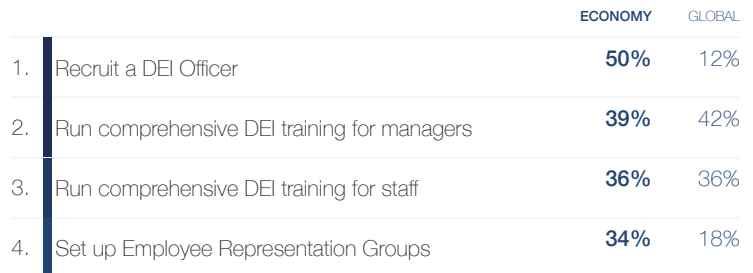 ECONOMY GLOBAL
1. Recruit a DEI Officer 50% 12%
2. Run comprehensive DEI training for managers 39% 42%
3. Run comprehensive DEI training for staff 36% 36%
4. Set up Employee Representation Groups 34% 18%